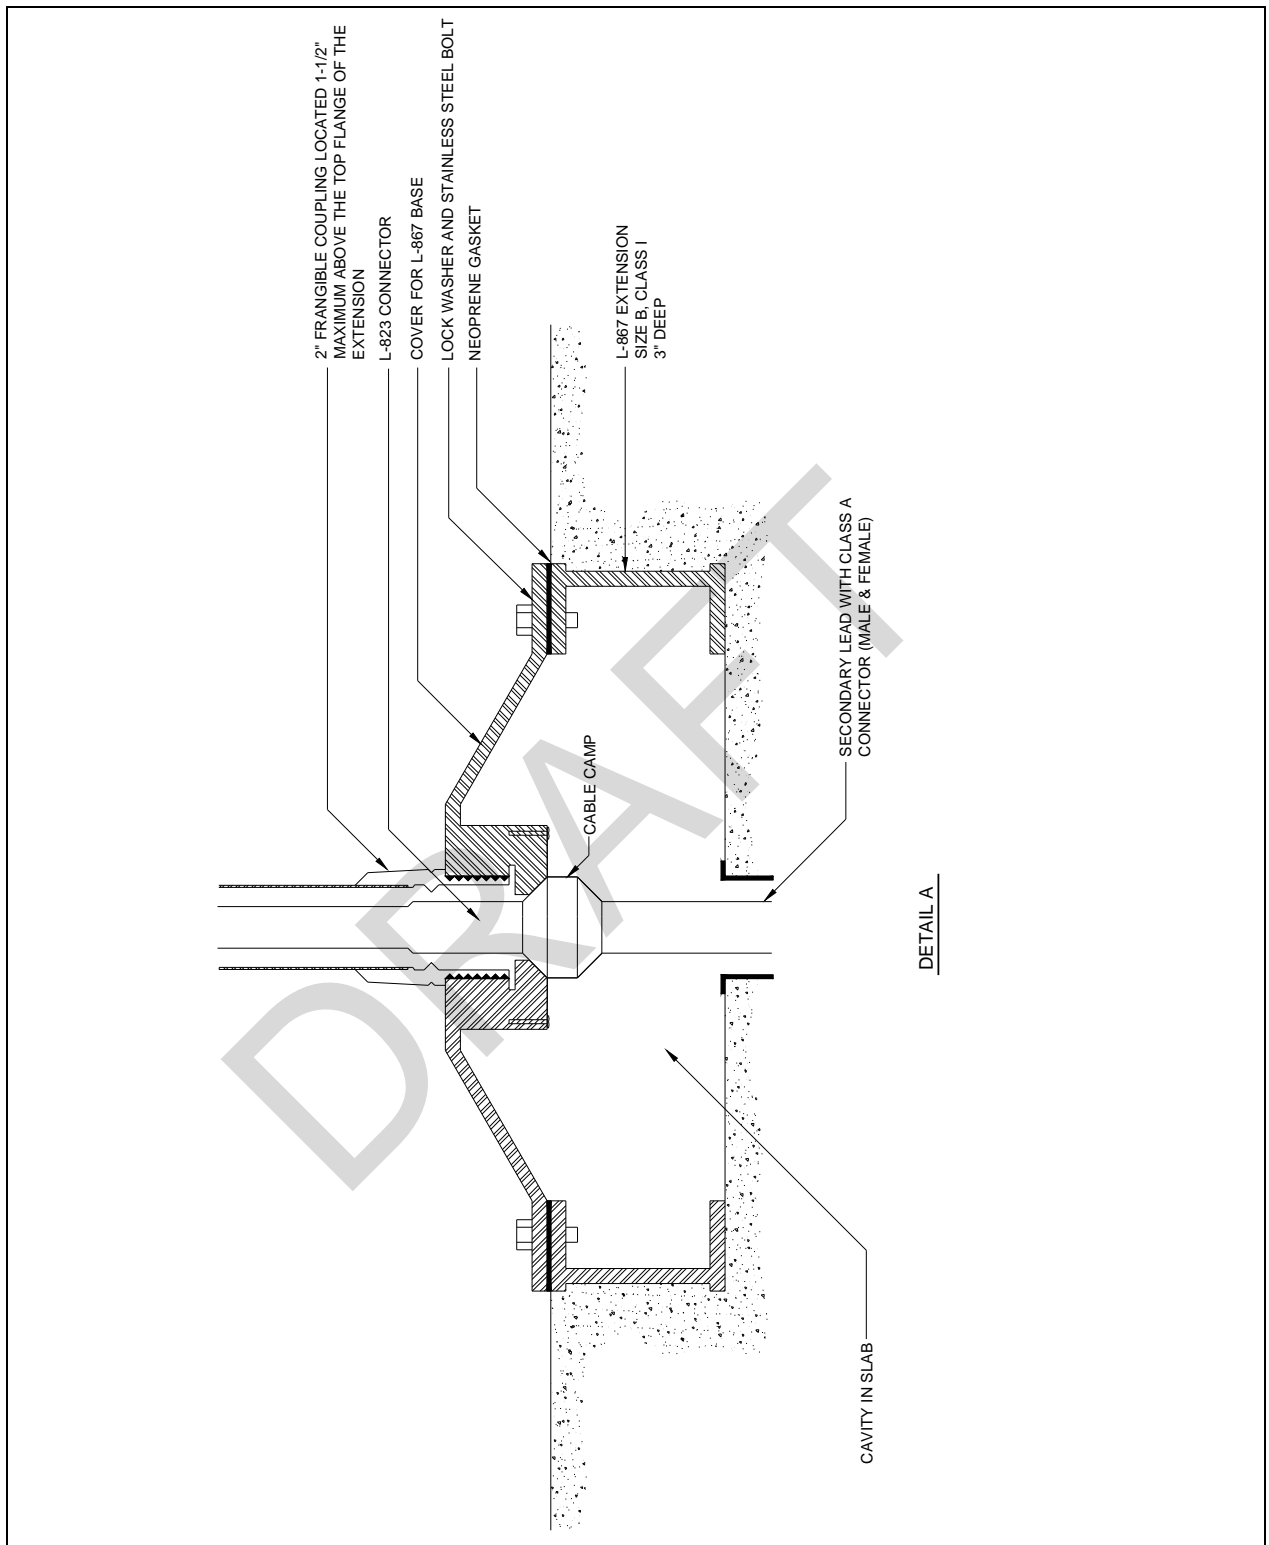 2" FRANGIBLE COUPLING LOCATED 1-1/2"
MAXIMUM ABOVE THE TOP FLANGE OF THE
EXTENSION
L-823 CONNECTOR
COVER FOR L-867 BASE
LOCK WASHER AND STAINLESS STEEL BOLT
NEOPRENE GASKET
L-867 EXTENSION
SIZE B, CLASS I
3" DEEP
CABLE CAMP
SECONDARY LEAD WITH CLASS A
CONNECTOR (MALE & FEMALE)
CAVITY IN SLAB
DETAIL A
DRAFT